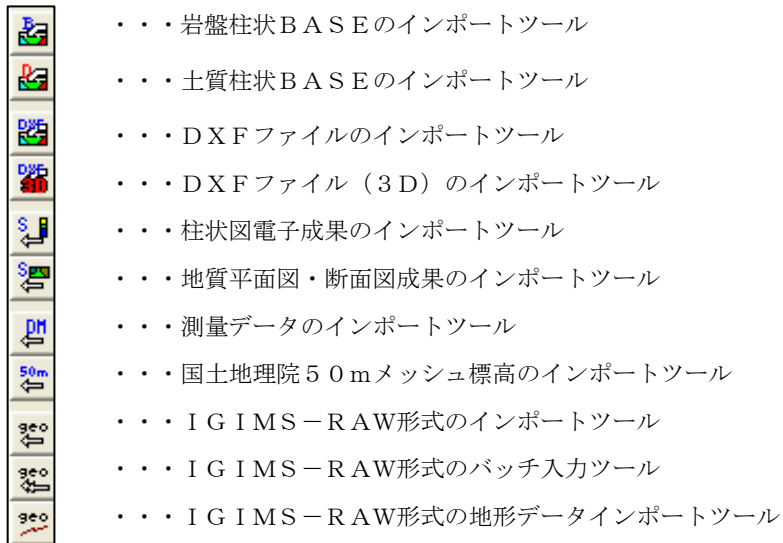 B ・・・岩盤柱状ＢＡＳＥのインポートツール
D ・・・土質柱状ＢＡＳＥのインポートツール
DXF ・・・ＤＸＦファイルのインポートツール
DXF 3D ・・・ＤＸＦファイル（３Ｄ）のインポートツール
S ・・・柱状図電子成果のインポートツール
S ・・・地質平面図・断面図成果のインポートツール
DM ・・・測量データのインポートツール
50m ・・・国土地理院５０ｍメッシュ標高のインポートツール
geo ・・・ＩＧＩＭＳ－ＲＡＷ形式のインポートツール
geo ・・・ＩＧＩＭＳ－ＲＡＷ形式のバッチ入力ツール
geo ・・・ＩＧＩＭＳ－ＲＡＷ形式の地形データインポートツール